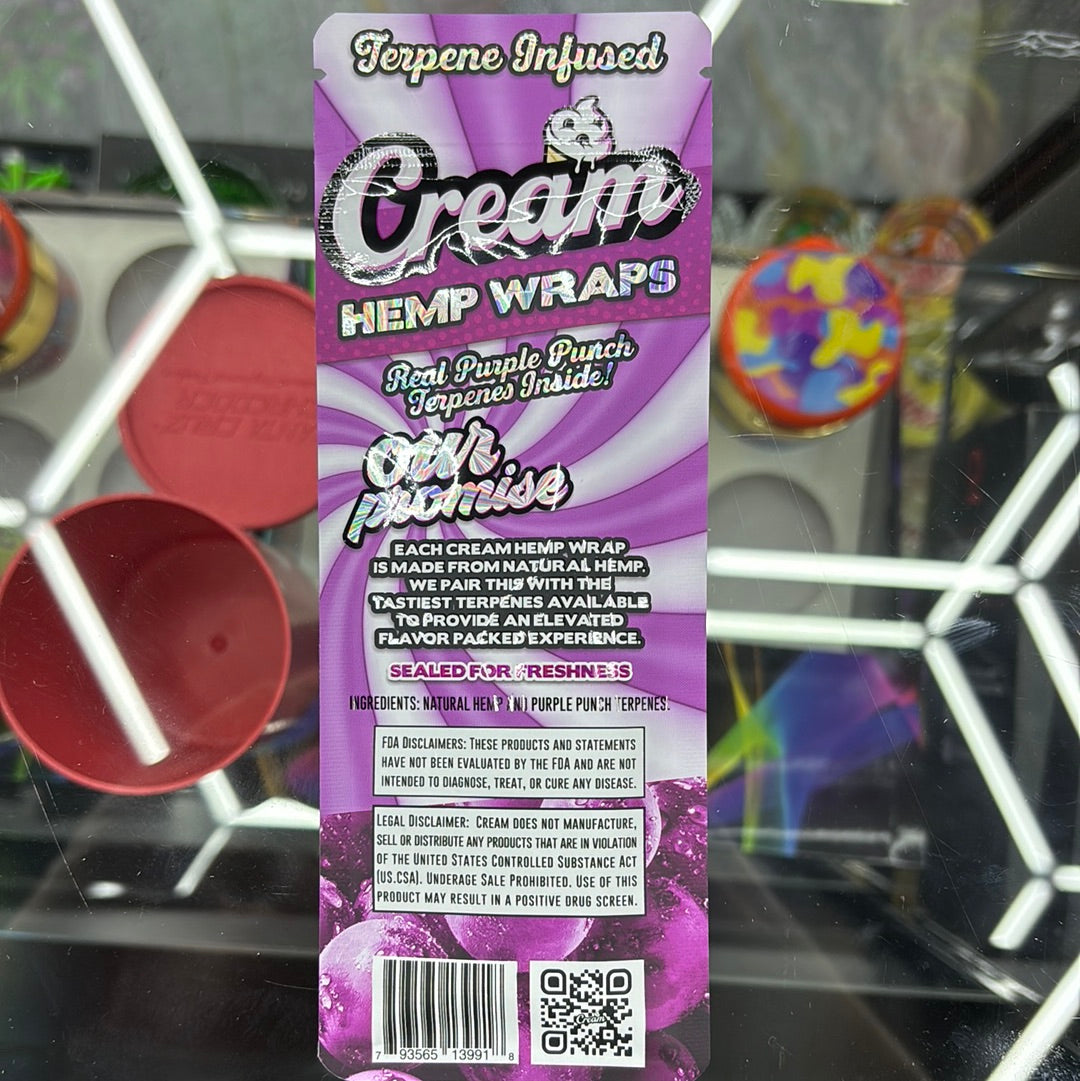 Terpene Infused
Cream
HEMP WRAPS
Real Purple Punch
Terpenes Inside!
our
promise
EACH CREAM HEMP WRAP
IS MADE FROM NATURAL HEMP.
WE PAIR THIS WITH THE
TASTIEST TERPENES AVAILABLE
TO PROVIDE AN ELEVATED
FLAVOR PACKED EXPERIENCE.
SEALED FOR FRESHNESS
INGREDIENTS: NATURAL HEMP AND PURPLE PUNCH TERPENES.
FDA DISCLAIMERS: THESE PRODUCTS AND STATEMENTS
HAVE NOT BEEN EVALUATED BY THE FDA AND ARE NOT
INTENDED TO DIAGNOSE, TREAT, OR CURE ANY DISEASE.
LEGAL DISCLAIMER: CREAM DOES NOT MANUFACTURE,
SELL OR DISTRIBUTE ANY PRODUCTS THAT ARE IN VIOLATION
OF THE UNITED STATES CONTROLLED SUBSTANCE ACT
(US.CSA). UNDERAGE SALE PROHIBITED. USE OF THIS
PRODUCT MAY RESULT IN A POSITIVE DRUG SCREEN.
7 93565 13991 8
Cream